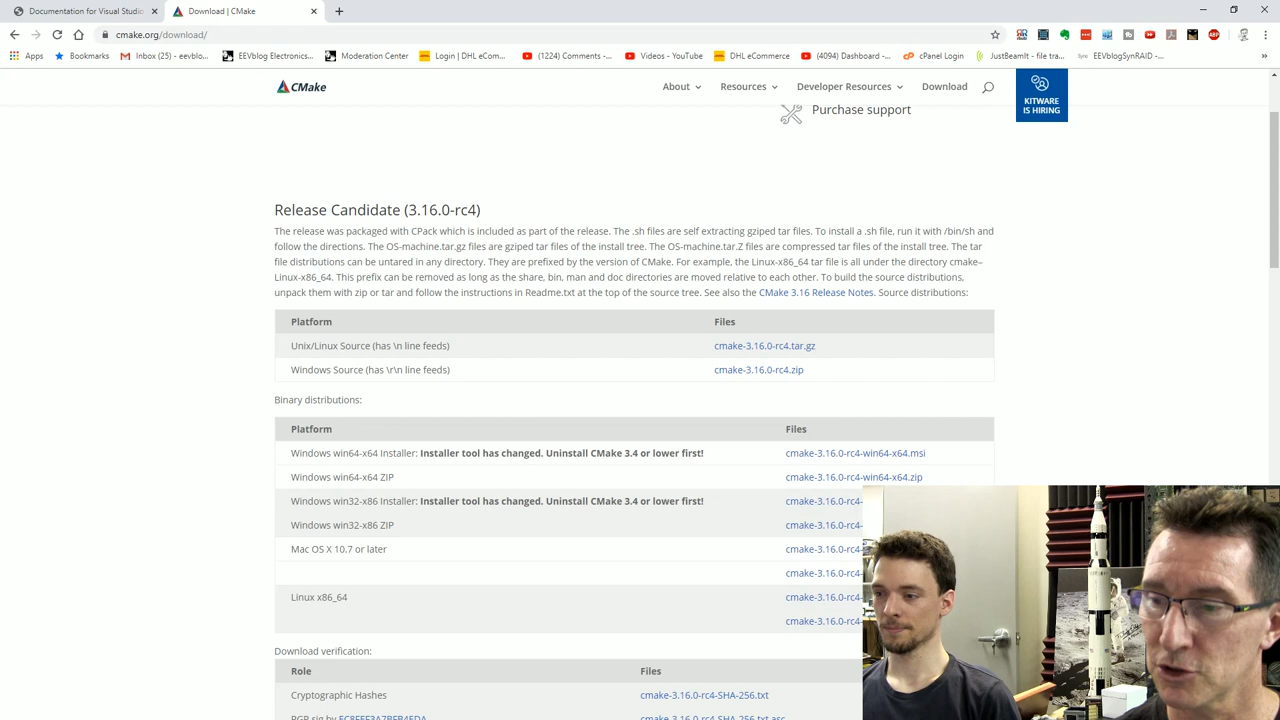 Documentation for Visual Studio
Download | CMake
cmake.org/download/
Apps
Bookmarks
Inbox (25) - eevblo...
EEVblog Electronics...
Moderation Center
Login | DHL eCom...
(1224) Comments -...
Videos - YouTube
DHL eCommerce
(4094) Dashboard -...
cPanel Login
JustBeamIt - file tra...
EEVblogSynRAID -...
CMake
About
Resources
Developer Resources
Download
KITWARE
IS HIRING
Purchase support
Release Candidate (3.16.0-rc4)
The release was packaged with CPack which is included as part of the release. The .sh files are self extracting gziped tar files. To install a .sh file, run it with /bin/sh and
follow the directions. The OS-machine.tar.gz files are gziped tar files of the install tree. The OS-machine.tar.Z files are compressed tar files of the install tree. The tar
file distributions can be untared in any directory. They are prefixed by the version of CMake. For example, the Linux-x86_64 tar file is all under the directory cmake–
Linux-x86_64. This prefix can be removed as long as the share, bin, man and doc directories are moved relative to each other. To build the source distributions,
unpack them with zip or tar and follow the instructions in Readme.txt at the top of the source tree. See also the CMake 3.16 Release Notes. Source distributions:
Platform Files
Unix/Linux Source (has \n line feeds) cmake-3.16.0-rc4.tar.gz
Windows Source (has \r\n line feeds) cmake-3.16.0-rc4.zip
Binary distributions:
Platform Files
Windows win64-x64 Installer: Installer tool has changed. Uninstall CMake 3.4 or lower first! cmake-3.16.0-rc4-win64-x64.msi
Windows win64-x64 ZIP cmake-3.16.0-rc4-win64-x64.zip
Windows win32-x86 Installer: Installer tool has changed. Uninstall CMake 3.4 or lower first! cmake-3.16.0-rc4-
Windows win32-x86 ZIP cmake-3.16.0-rc4-
Mac OS X 10.7 or later cmake-3.16.0-rc4-
cmake-3.16.0-rc4-
Linux x86_64 cmake-3.16.0-rc4-
cmake-3.16.0-rc4-
Download verification:
Role Files
Cryptographic Hashes cmake-3.16.0-rc4-SHA-256.txt
PGP sig by EC8FEF3A7BFB4EDA cmake-3.16.0-rc4-SHA-256.txt.asc